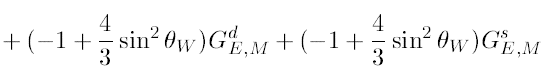 $+ (-1 + \frac{4}{3} \sin^2 \theta_W) G^d_{E,M} + (-1 + \frac{4}{3} \sin^2 \theta_W) G^s_{E,M}$